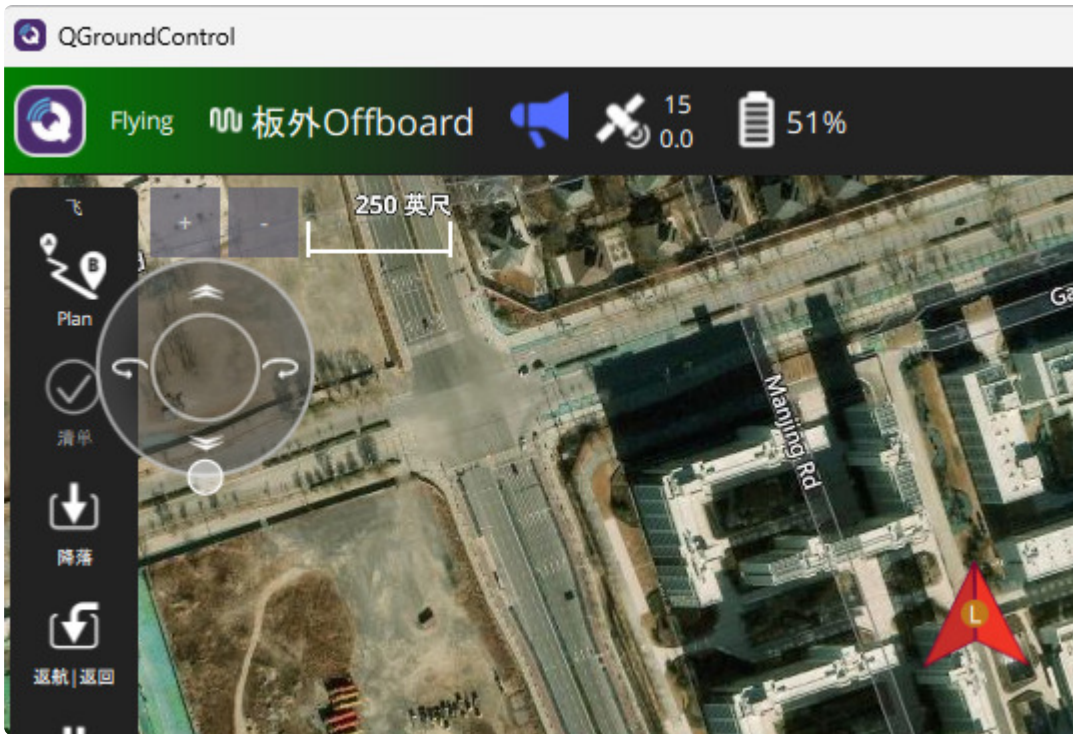 QGroundControl
Flying 板外Offboard 15 0.0 51%
飞
+ -
250 英尺
B
Plan
清单
降落
返航|返回
Manjing Rd
Ga
L